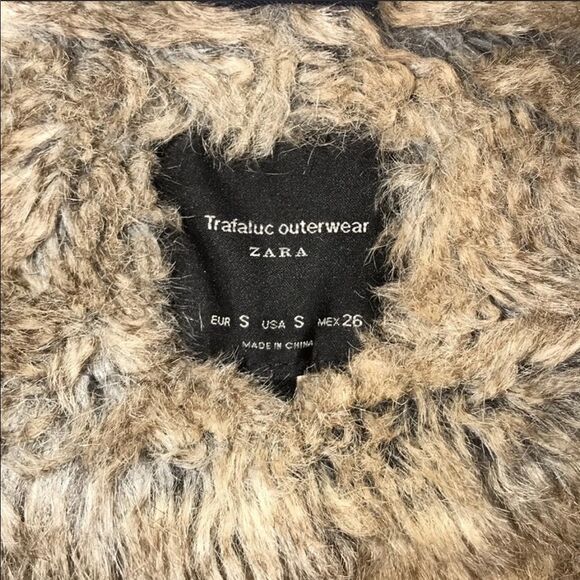 Trafaluc outerwear
ZARA
EUR S USA S MEX 26
MADE IN CHINA